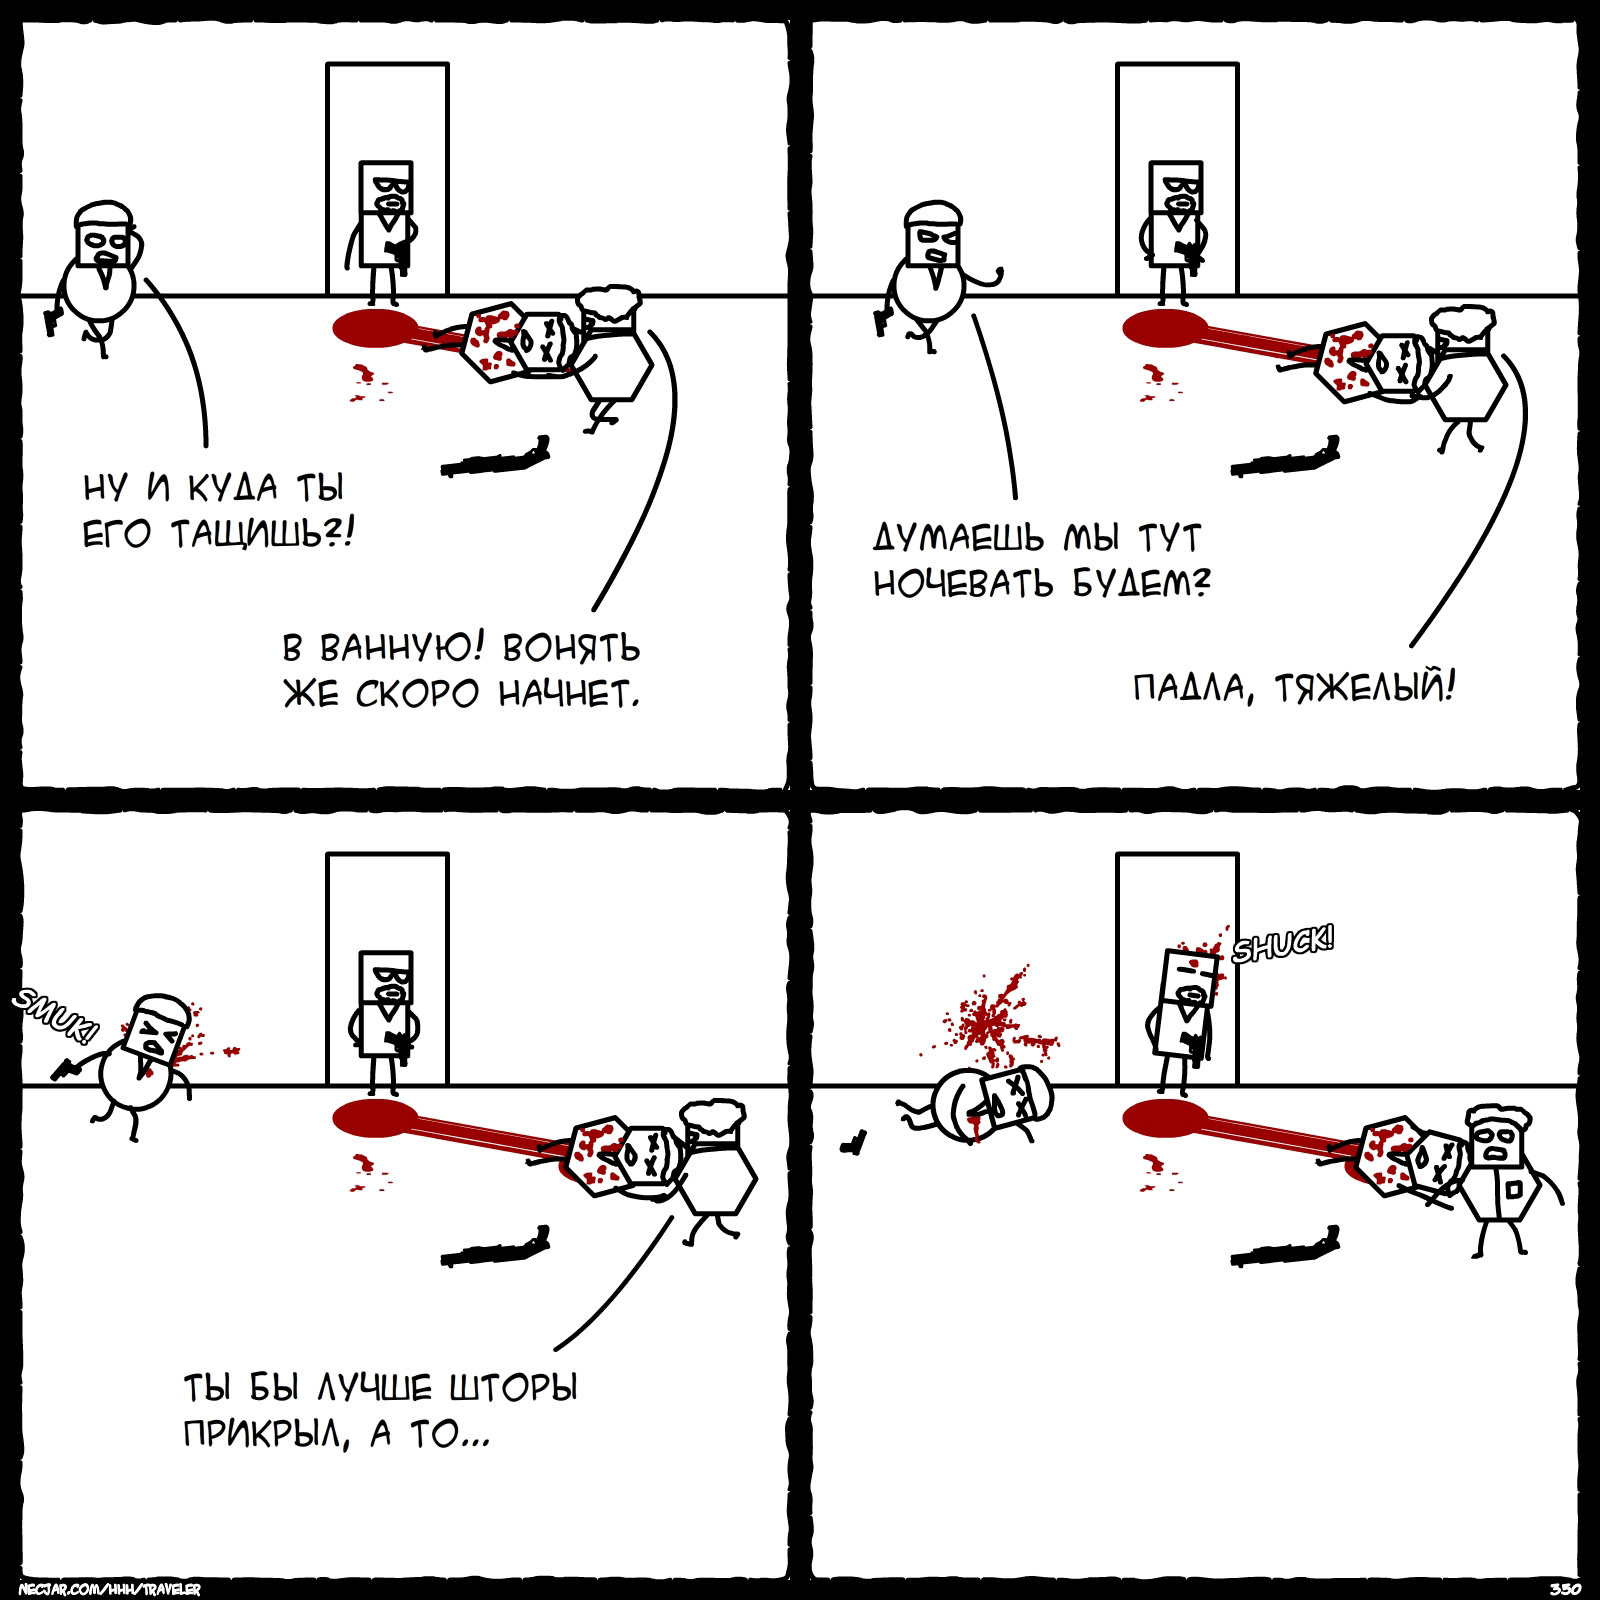 НУ И КУДА ТЫ
ЕГО ТАЩИШЬ?!
В ВАННУЮ! ВОНЯТЬ
ЖЕ СКОРО НАЧНЕТ.
ДУМАЕШЬ МЫ ТУТ
НОЧЕВАТЬ БУДЕМ?
ПАДЛА, ТЯЖЕЛЫЙ!
SMUK!
ТЫ БЫ ЛУЧШЕ ШТОРЫ
ПРИКРЫЛ, А ТО...
SHUCK!
NECJAR.COM/HHH/TRAVELER
350